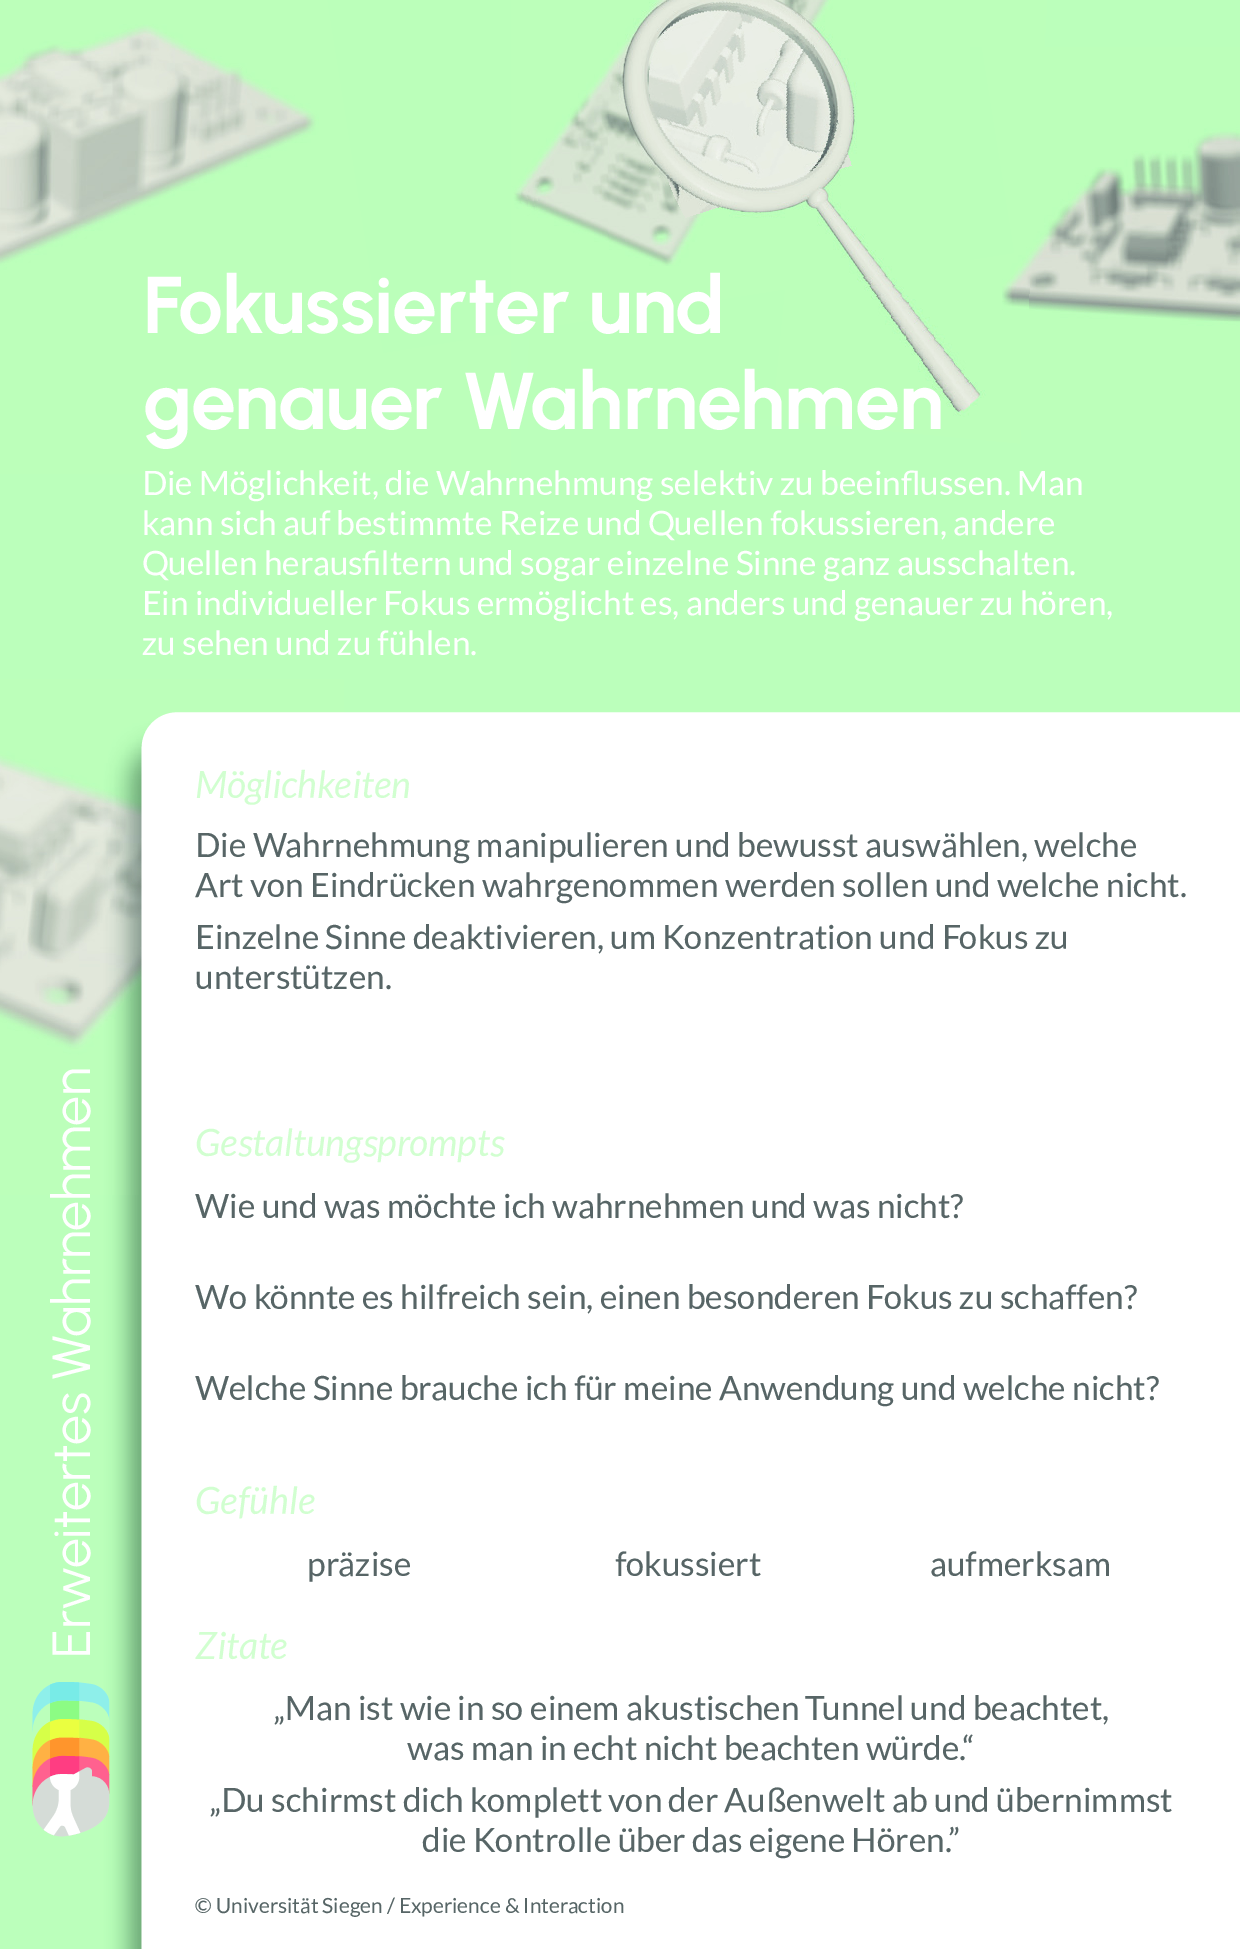 Fokussierter und
genauer Wahrnehmen
Die Möglichkeit, die Wahrnehmung selektiv zu beeinflussen. Man
kann sich auf bestimmte Reize und Quellen fokussieren, andere
Quellen herausfiltern und sogar einzelne Sinne ganz ausschalten.
Ein individueller Fokus ermöglicht es, anders und genauer zu hören,
zu sehen und zu fühlen.
Möglichkeiten
Die Wahrnehmung manipulieren und bewusst auswählen, welche
Art von Eindrücken wahrgenommen werden sollen und welche nicht.
Einzelne Sinne deaktivieren, um Konzentration und Fokus zu
unterstützen.
Gestaltungsprompts
Wie und was möchte ich wahrnehmen und was nicht?
Wo könnte es hilfreich sein, einen besonderen Fokus zu schaffen?
Welche Sinne brauche ich für meine Anwendung und welche nicht?
Gefühle
präzise fokussiert aufmerksam
Zitate
„Man ist wie in so einem akustischen Tunnel und beachtet,
was man in echt nicht beachten würde.“
„Du schirmst dich komplett von der Außenwelt ab und übernimmst
die Kontrolle über das eigene Hören.”
© Universität Siegen / Experience & Interaction
Erweitertes Wahrnehmen